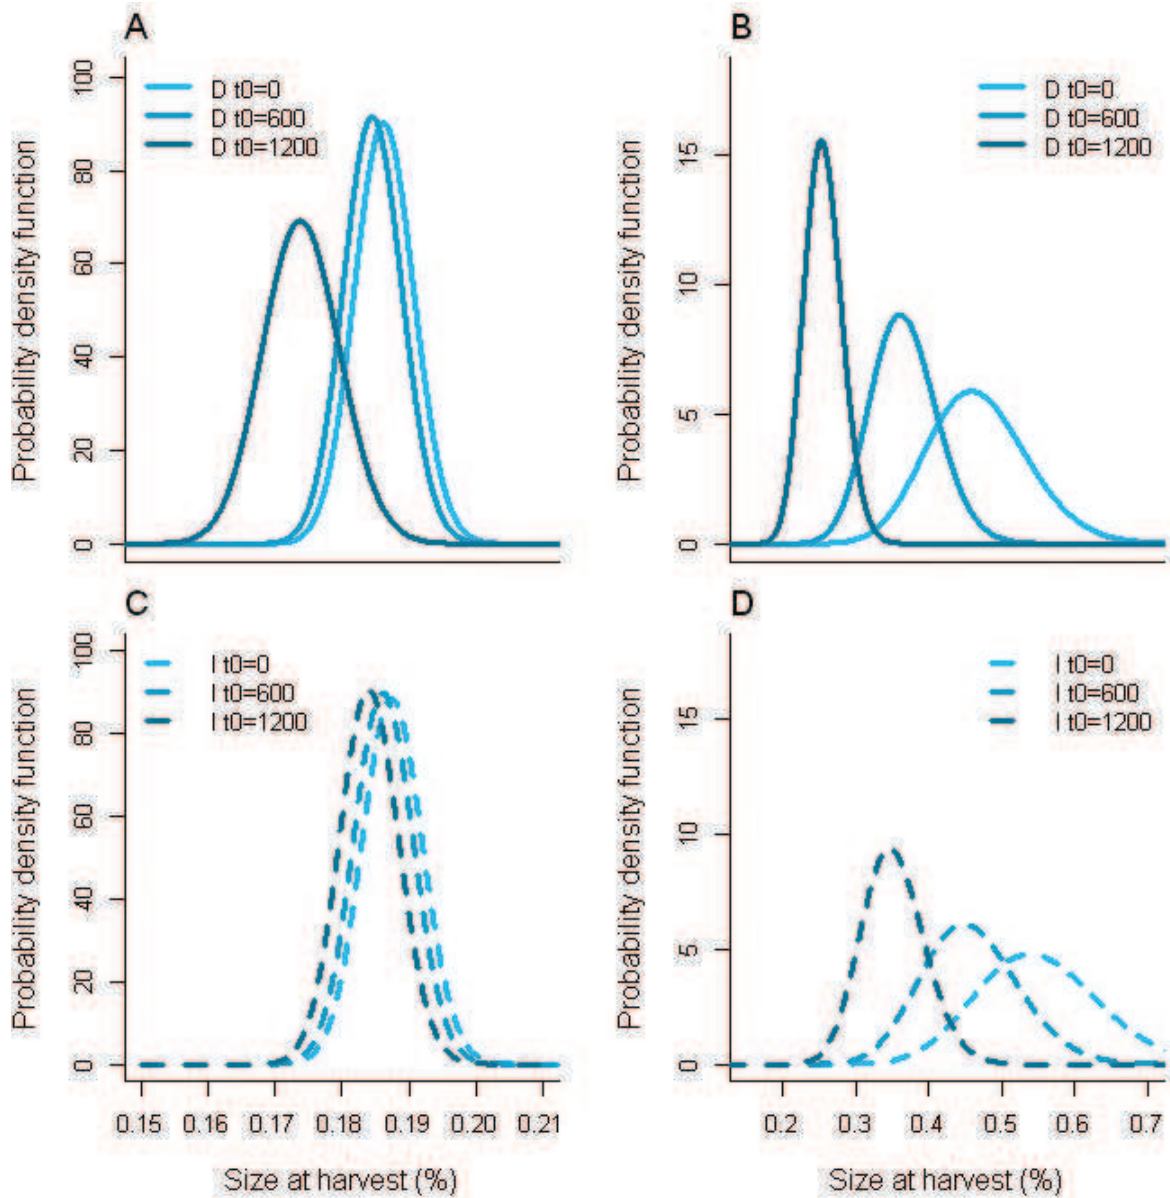 A
Probability density function
100
80
60
40
20
0
D t0=0
D t0=600
D t0=1200
B
Probability density function
15
10
5
0
D t0=0
D t0=600
D t0=1200
C
Probability density function
100
80
60
40
20
0
I t0=0
I t0=600
I t0=1200
0.15 0.16 0.17 0.18 0.19 0.20 0.21
Size at harvest (%)
D
Probability density function
15
10
5
0
I t0=0
I t0=600
I t0=1200
0.2 0.3 0.4 0.5 0.6 0.7
Size at harvest (%)